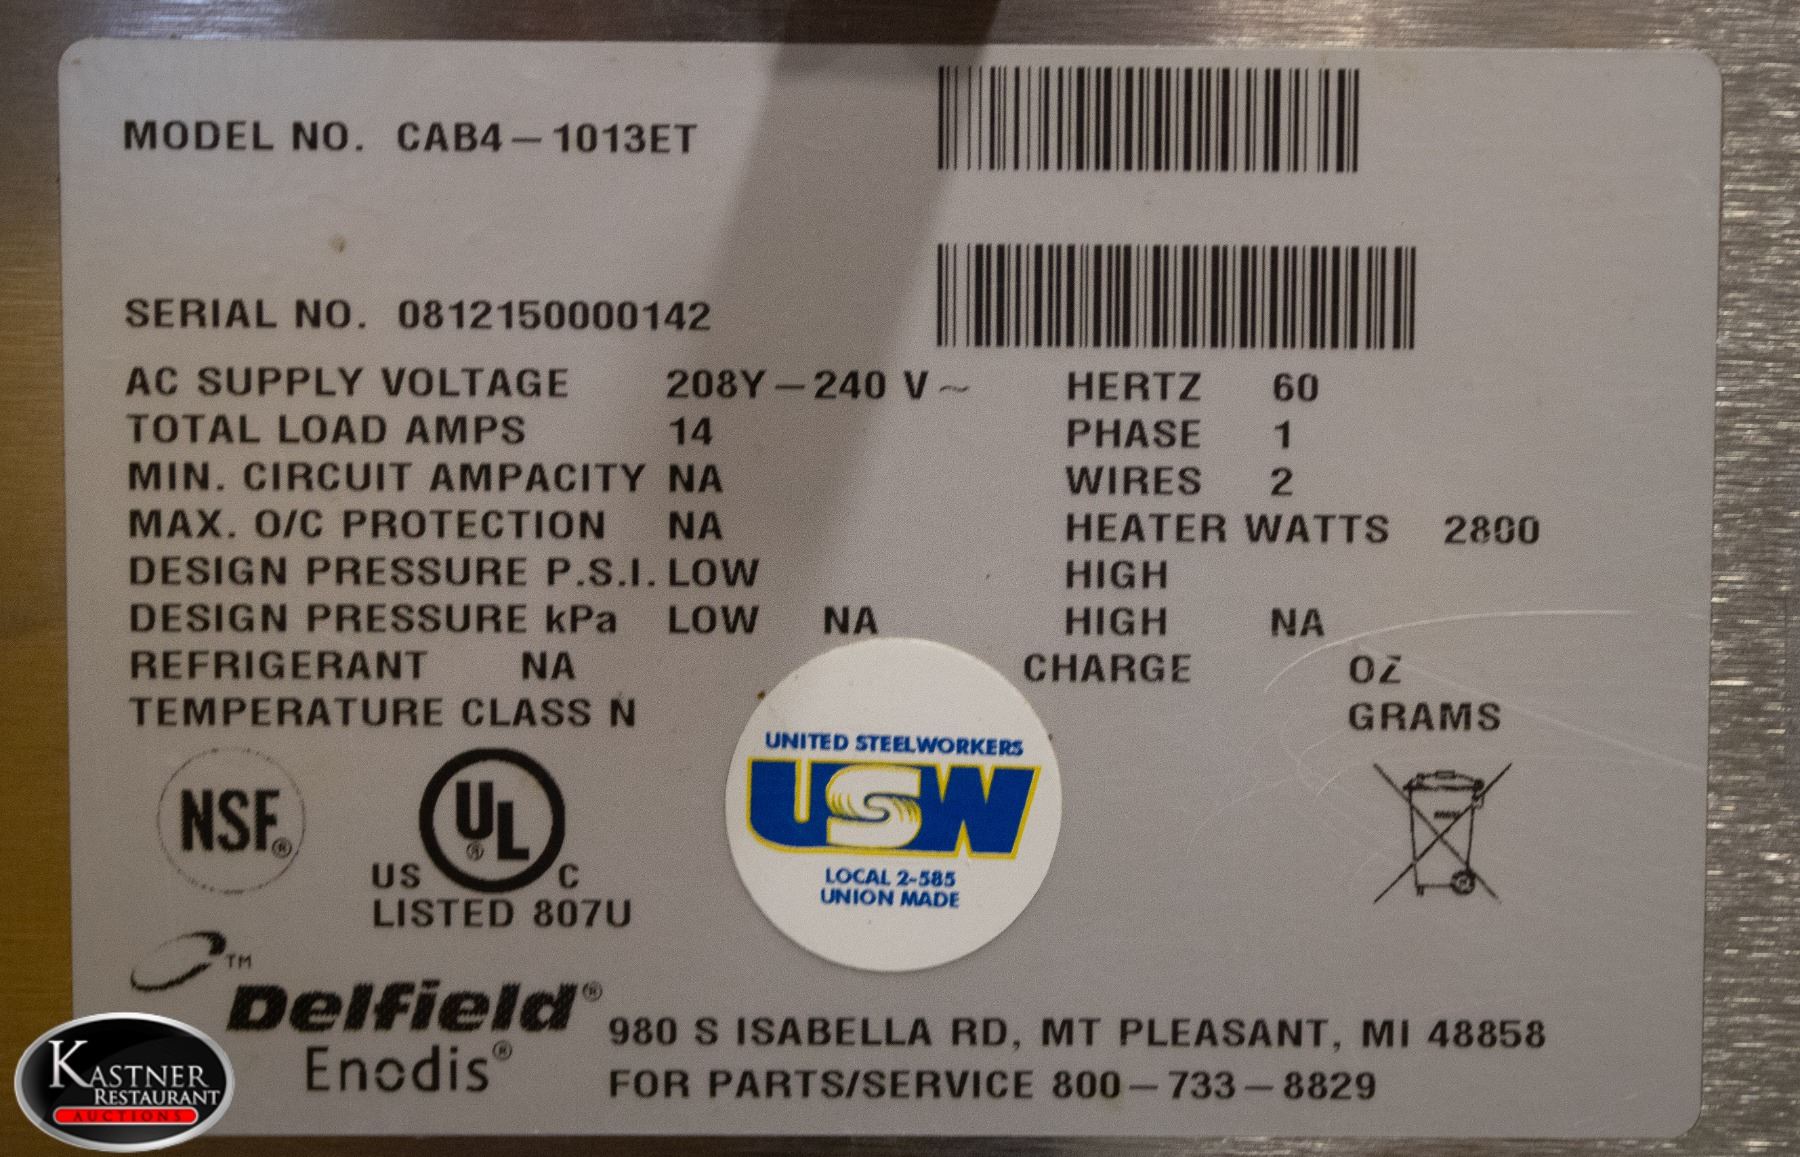 MODEL NO. CAB4-1013ET
SERIAL NO. 0812150000142
AC SUPPLY VOLTAGE 208Y-240 V~ HERTZ 60
TOTAL LOAD AMPS 14 PHASE 1
MIN. CIRCUIT AMPACITY NA WIRES 2
MAX. O/C PROTECTION NA HEATER WATTS 2800
DESIGN PRESSURE P.S.I. LOW HIGH
DESIGN PRESSURE kPa LOW NA HIGH NA
REFRIGERANT NA CHARGE OZ
TEMPERATURE CLASS N GRAMS
NSF®
UL®
US C
LISTED 807U
UNITED STEELWORKERS
USW
LOCAL 2-585
UNION MADE
TM
Delfield®
Enodis®
980 S ISABELLA RD, MT PLEASANT, MI 48858
FOR PARTS/SERVICE 800-733-8829
KASTNER
RESTAURANT
AUCTIONS